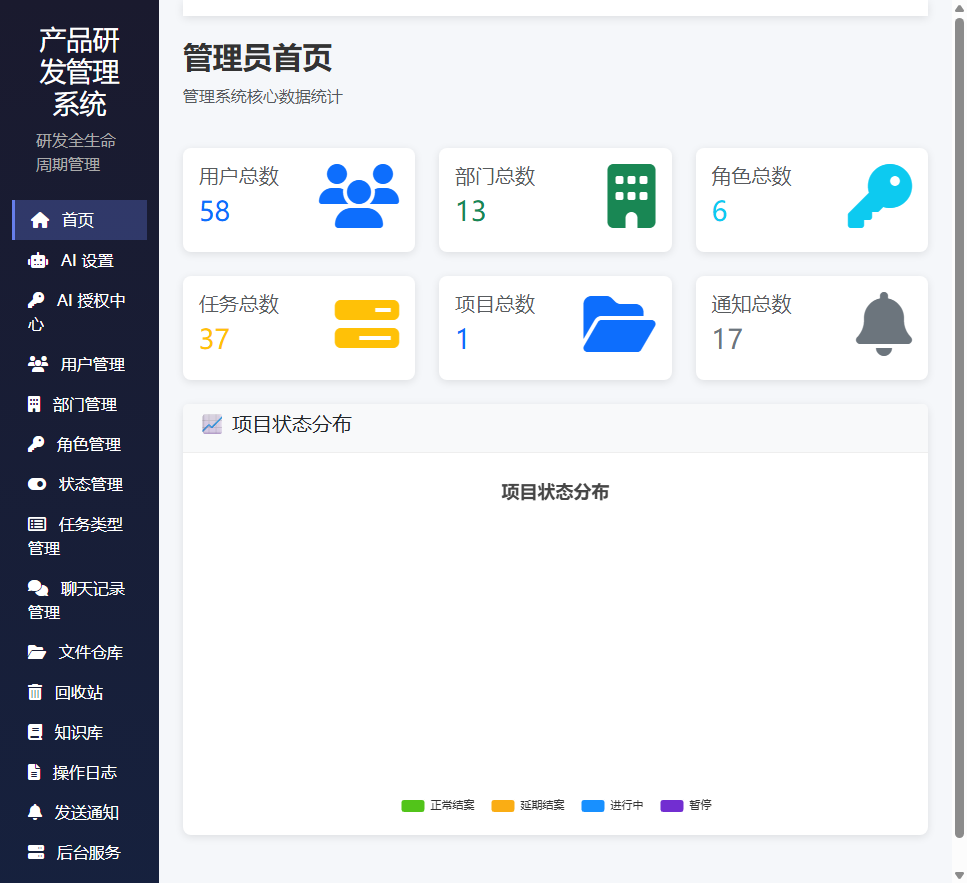 产品研
发管理
系统
研发全生命
周期管理
首页
AI 设置
AI 授权中
心
用户管理
部门管理
角色管理
状态管理
任务类型
管理
聊天记录
管理
文件仓库
回收站
知识库
操作日志
发送通知
后台服务
管理员首页
管理系统核心数据统计
用户总数
58
部门总数
13
角色总数
6
任务总数
37
项目总数
1
通知总数
17
项目状态分布
项目状态分布
正常结案 延期结案 进行中 暂停